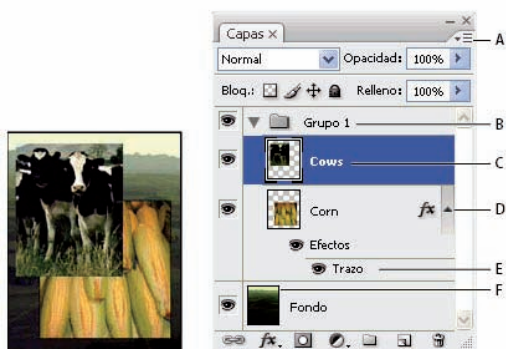 Capas ×
Normal Opacidad: 100%
Bloq.: Relleno: 100%
Grupo 1
Cows
Corn fx
Efectos
Trazo
Fondo
fx.
A
B
C
D
E
F